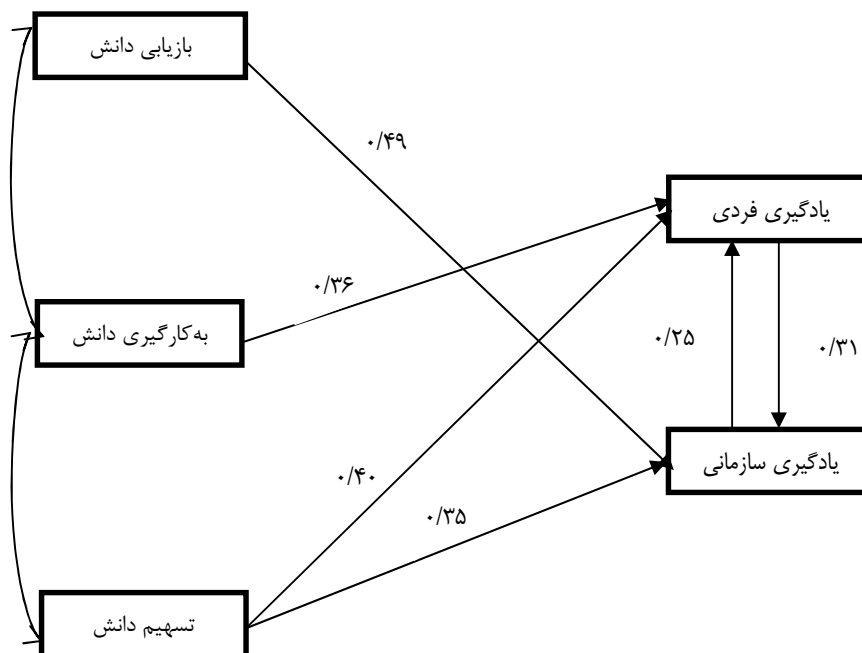 بازیابی دانش
۰/۴۹
یادگیری فردی
۰/۳۶
به‌کارگیری دانش
۰/۲۵
۰/۳۱
یادگیری سازمانی
۰/۴۰
۰/۳۵
تسهیم دانش